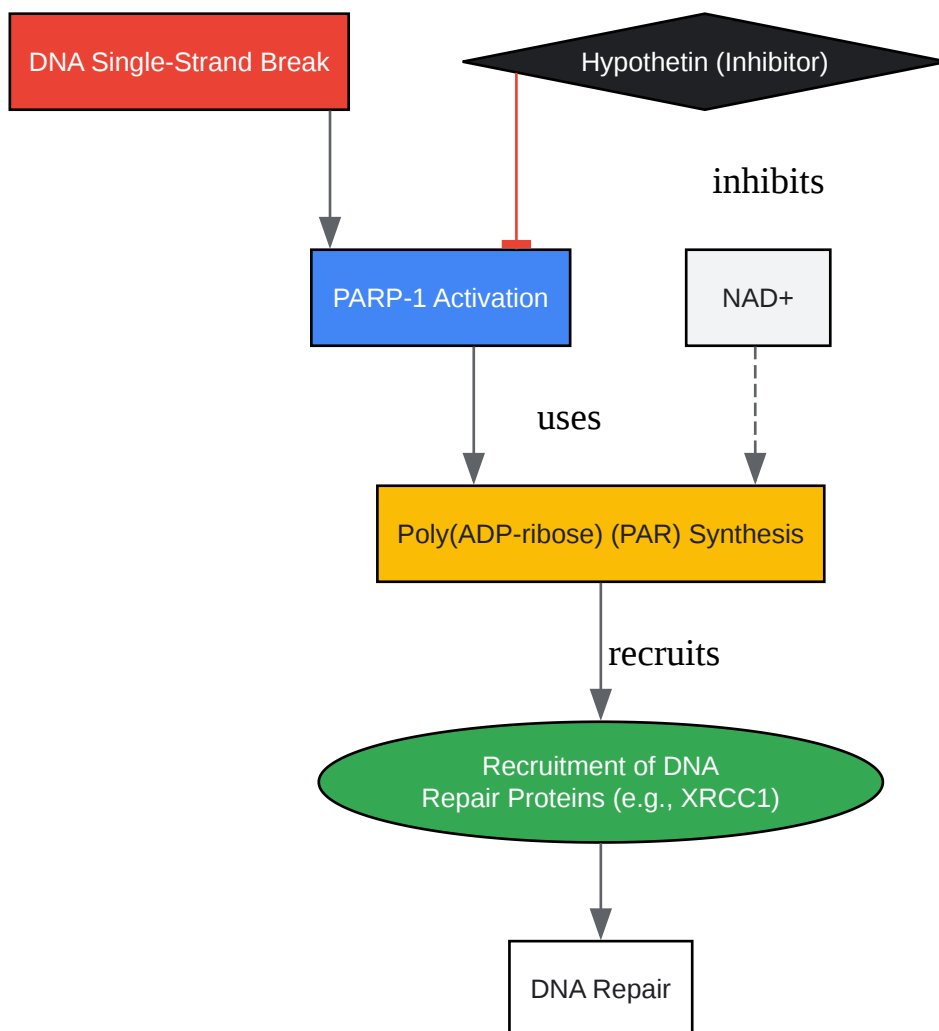 DNA Single-Strand Break
Hypothetin (Inhibitor)
inhibits
PARP-1 Activation
NAD+
uses
Poly(ADP-ribose) (PAR) Synthesis
recruits
Recruitment of DNA
Repair Proteins (e.g., XRCC1)
DNA Repair